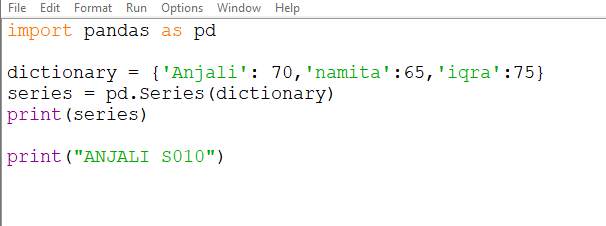 File Edit Format Run Options Window Help
import pandas as pd
dictionary = {'Anjali': 70,'namita':65,'iqra':75}
series = pd.Series(dictionary)
print(series)
print("ANJALI S010")